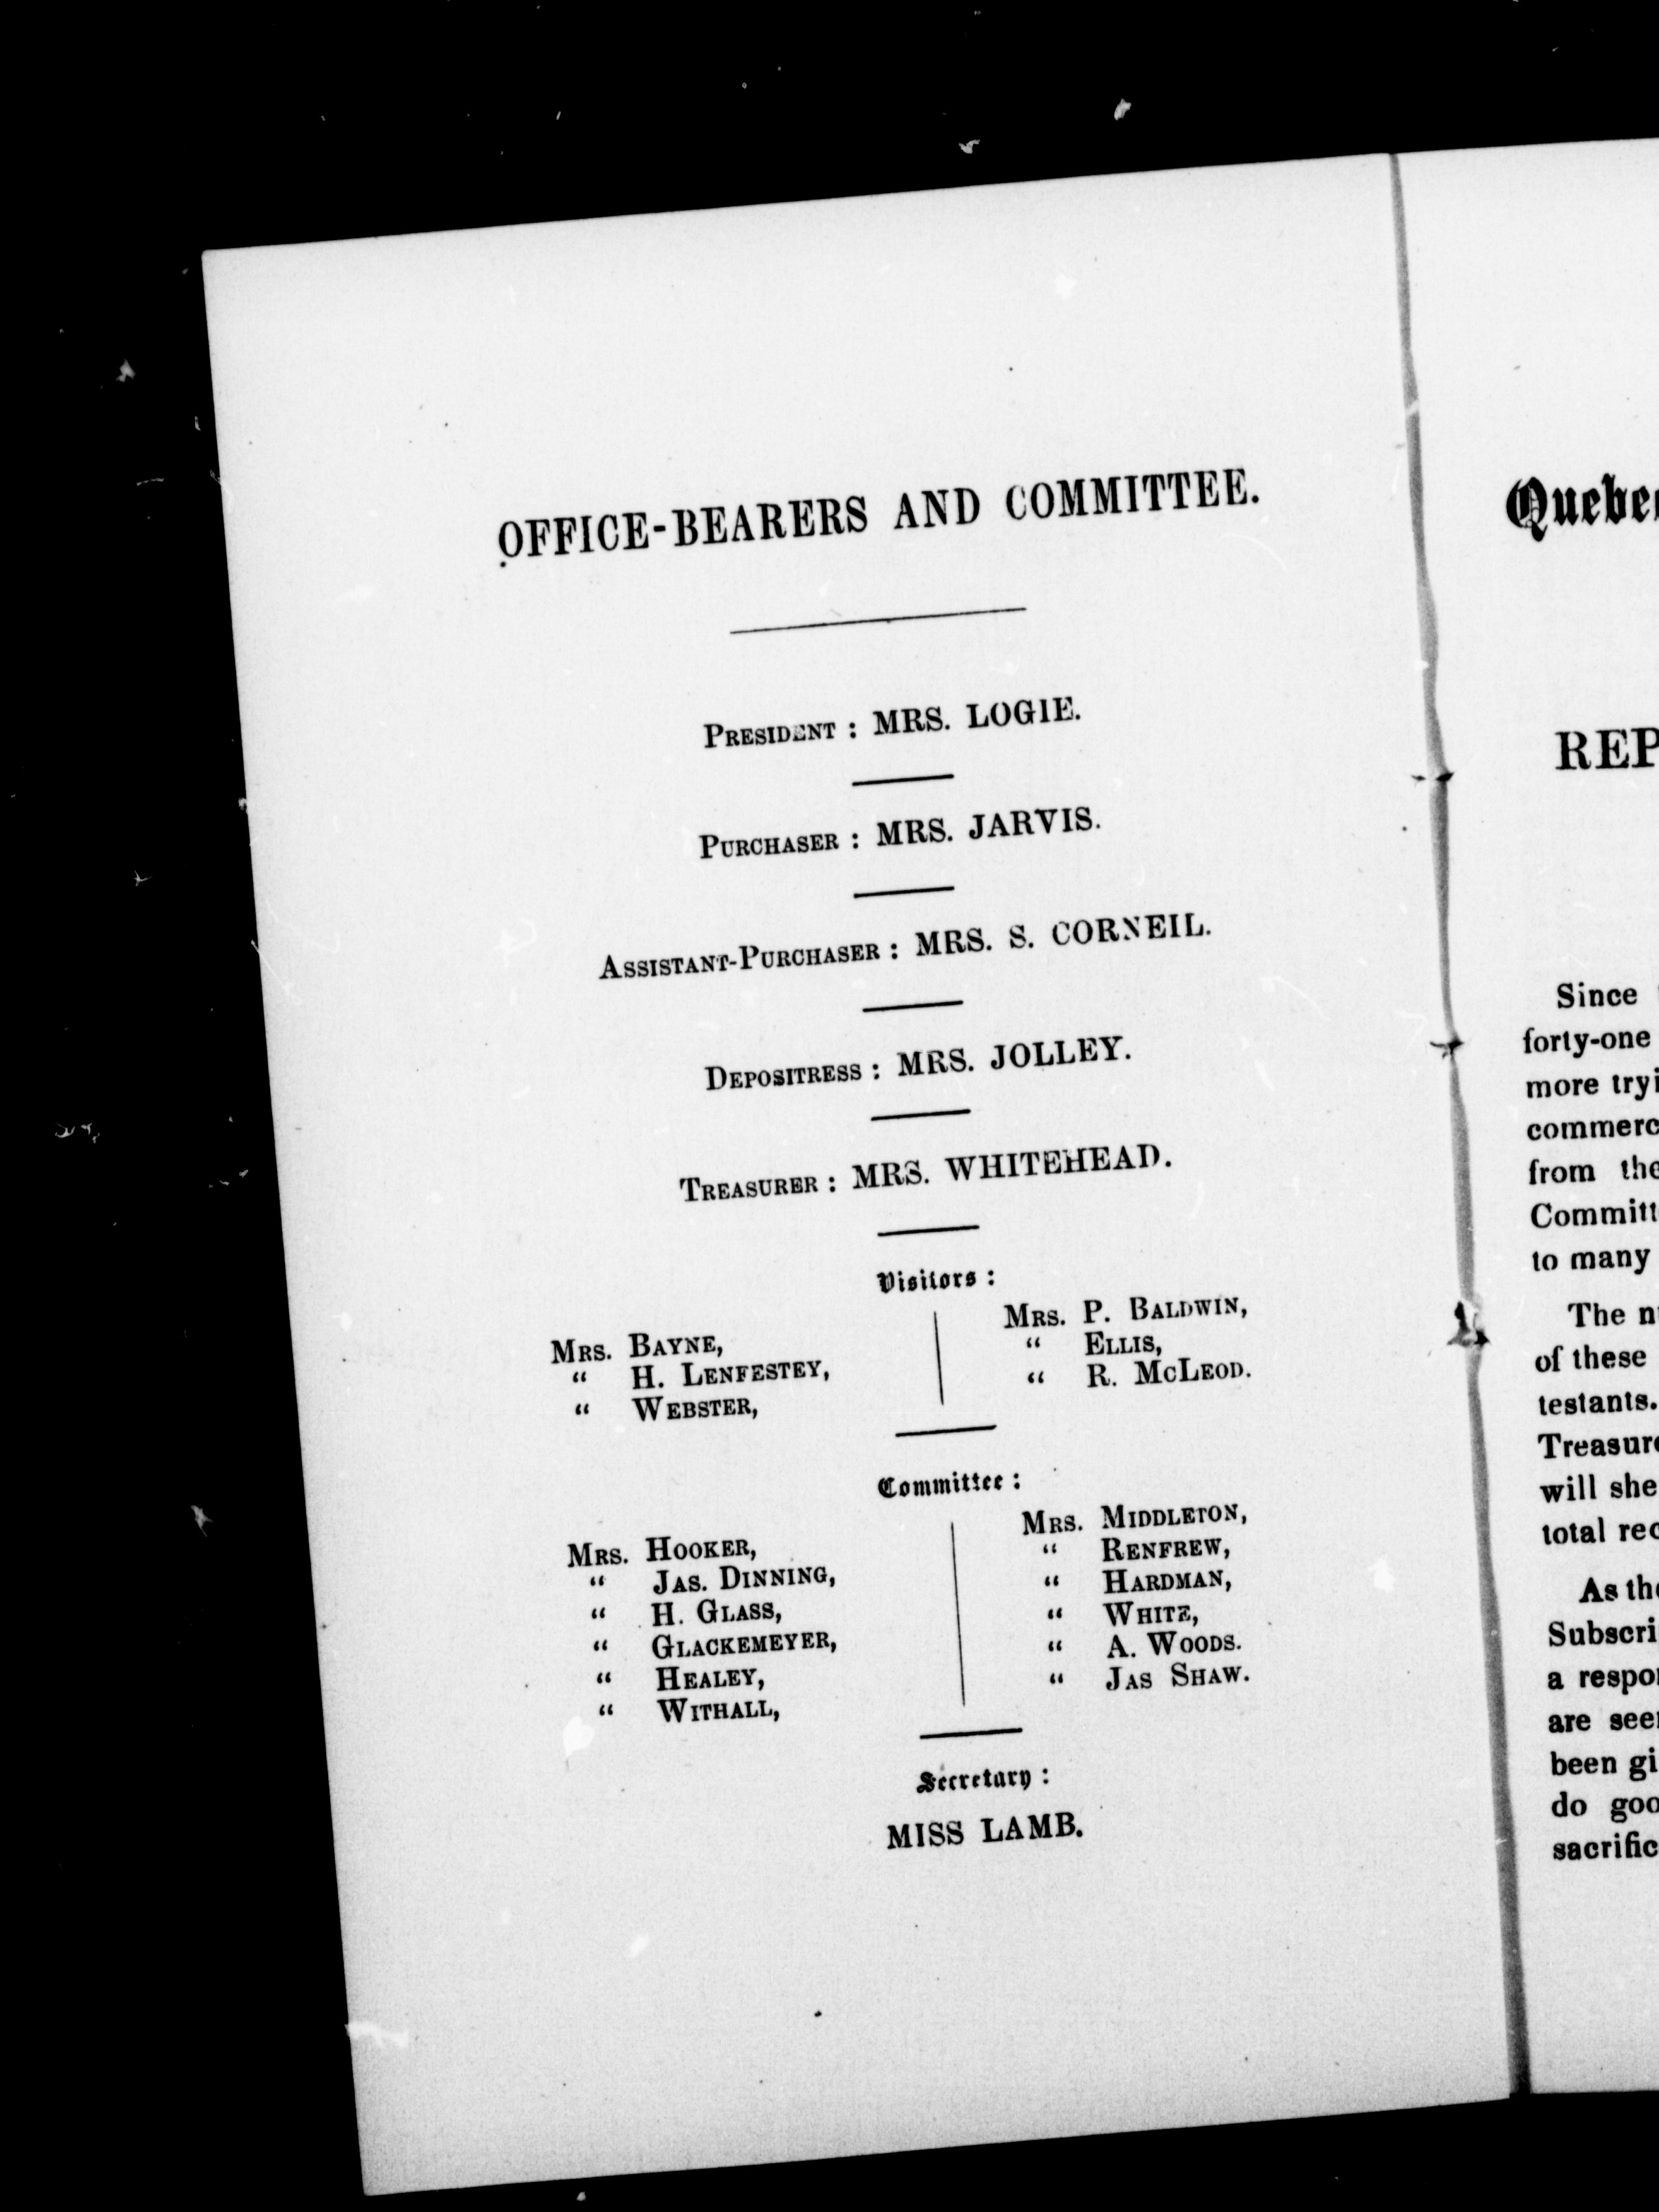 OFFICE-BEARERS AND COMMITTEE.
PRESIDENT : MRS. LOGIE.
PURCHASER : MRS. JARVIS.
ASSISTANT-PURCHASER : MRS. S. CORNEIL.
DEPOSITRESS : MRS. JOLLEY.
TREASURER : MRS. WHITEHEAD.
Visitors :
MRS. BAYNE,
“ H. LENFESTEY,
“ WEBSTER,
MRS. P. BALDWIN,
“ ELLIS,
“ R. MCLEOD.
Committee :
MRS. HOOKER,
“ JAS. DINNING,
“ H. GLASS,
“ GLACKEMEYER,
“ HEALEY,
“ WITHALL,
MRS. MIDDLETON,
“ RENFREW,
“ HARDMAN,
“ WHITE,
“ A. WOODS.
“ JAS SHAW.
Secretary :
MISS LAMB.
REP
Since
forty-one
more tryi
commerc
from the
Committ
to many
The n
of these
testants.
Treasure
will she
total rec
As the
Subscri
a respon
are seen
been gi
do goo
sacrific